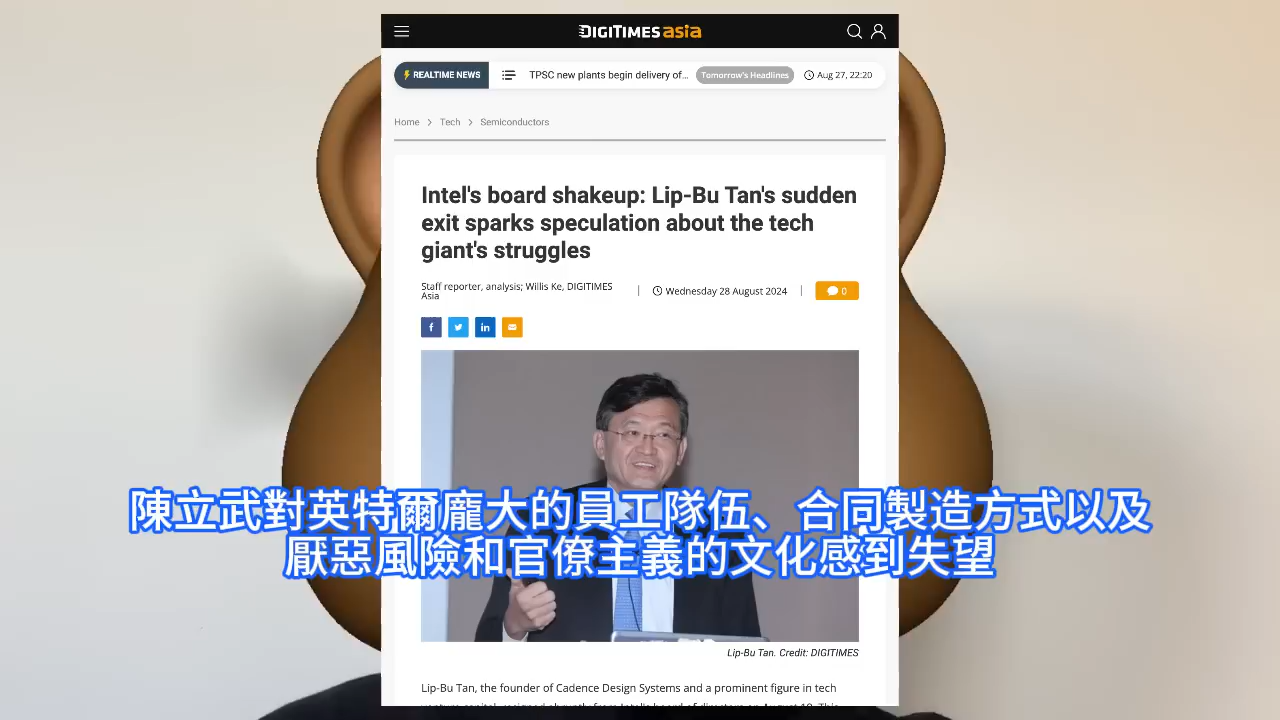 DIGITIMES asia
REALTIME NEWS
TPSC new plants begin delivery of...
Tomorrow's Headlines
Aug 27, 22:20
Home > Tech > Semiconductors
Intel's board shakeup: Lip-Bu Tan's sudden
exit sparks speculation about the tech
giant's struggles
Staff reporter, analysis; Willis Ke, DIGITIMES
Asia
Wednesday 28 August 2024
0
陳立武對英特爾龐大的員工隊伍、合同製造方式以及
厭惡風險和官僚主義的文化感到失望
Lip-Bu Tan. Credit: DIGITIMES
Lip-Bu Tan, the founder of Cadence Design Systems and a prominent figure in tech